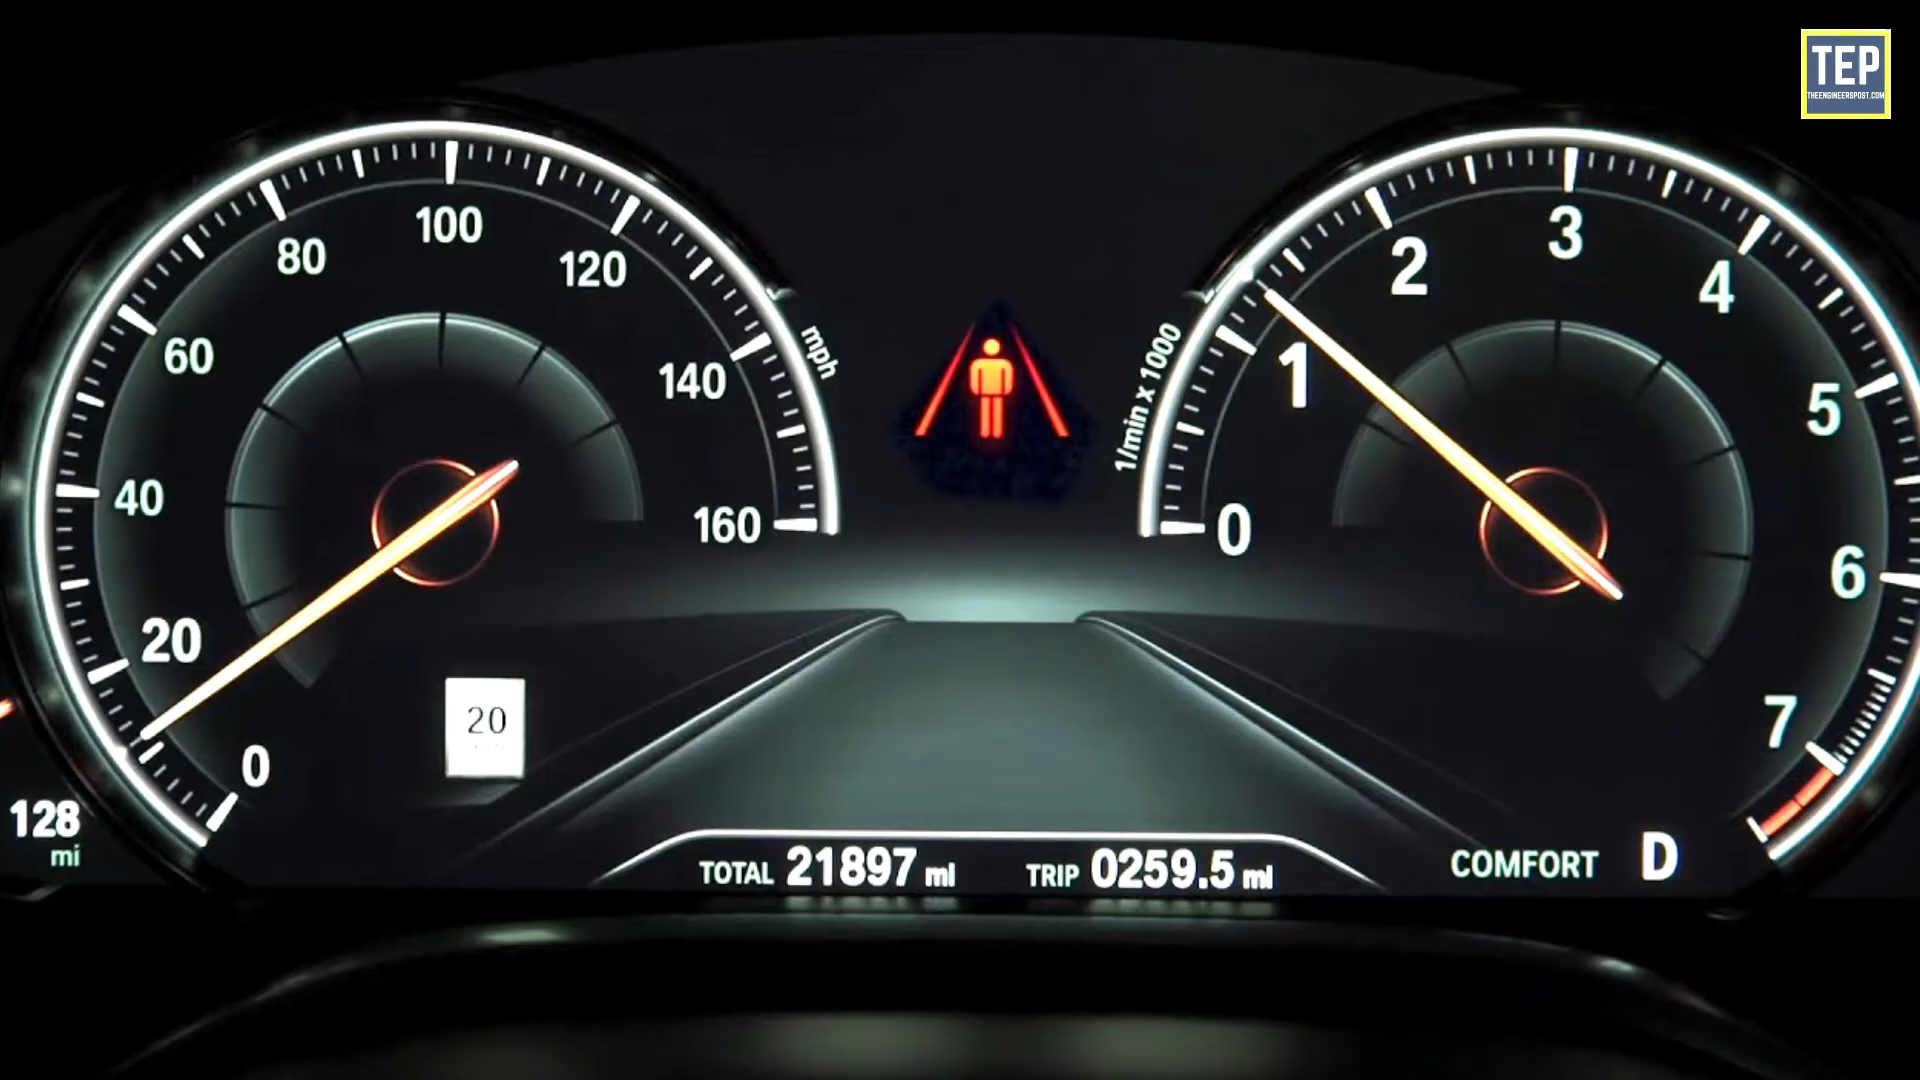 TEP
THEENGINEERSPOST.COM
100
80
120
60
140
40
160
20
0
mph
20
128
mi
1/min x 1000
0
1
2
3
4
5
6
7
TOTAL 21897 mi
TRIP 0259.5 mi
COMFORT D